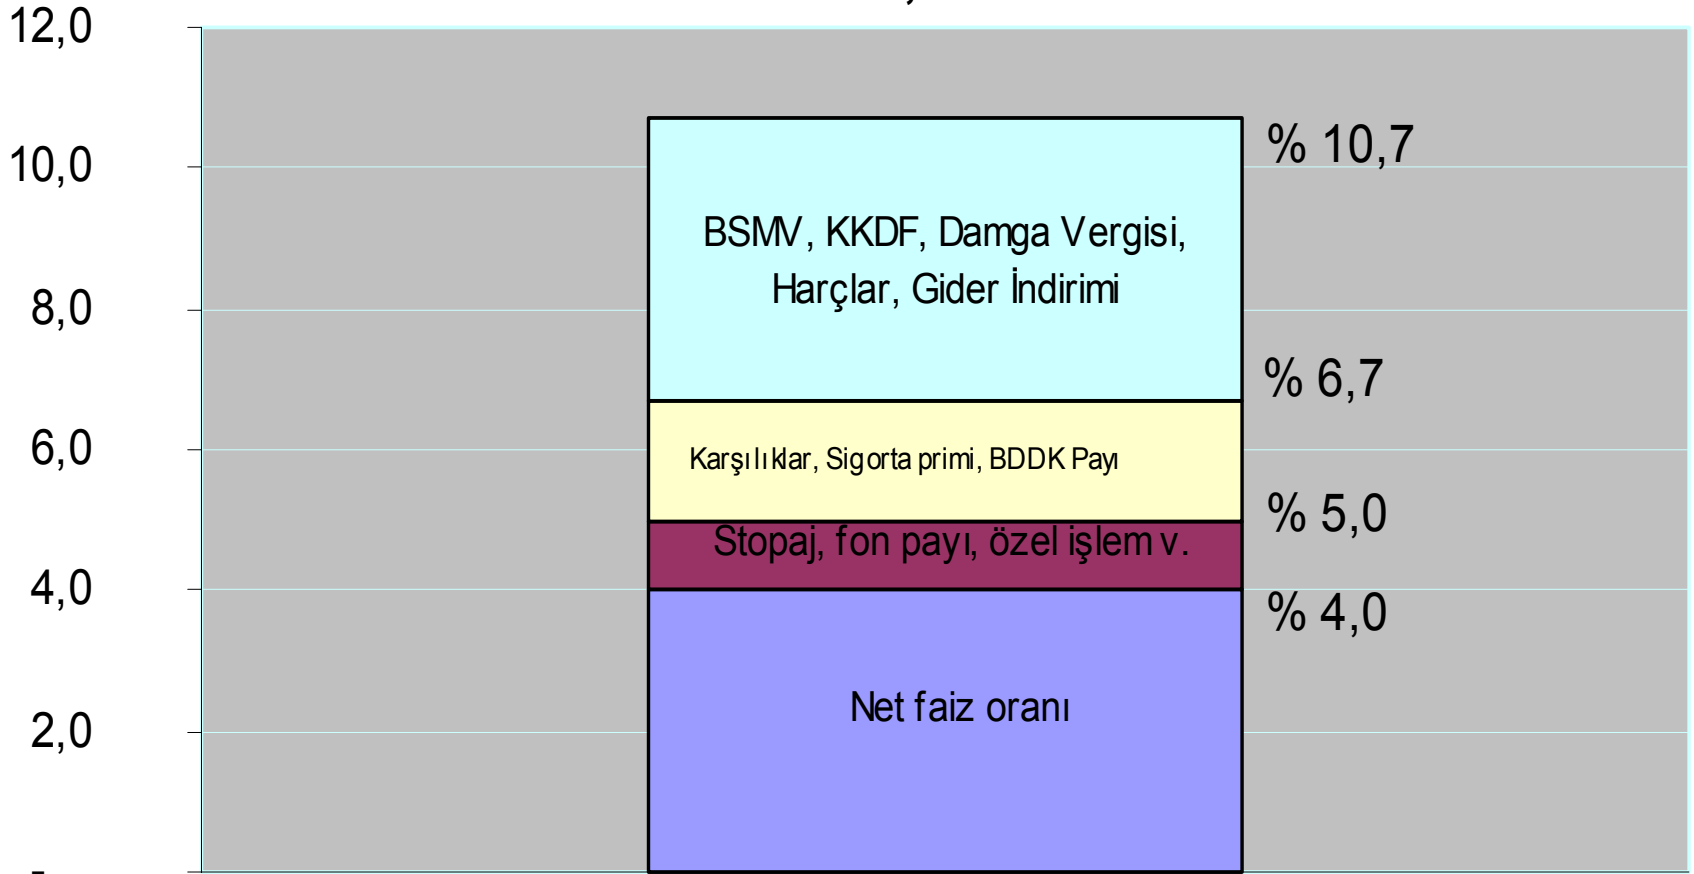 12,0
10,0
% 10,7
BSMV, KKDF, Damga Vergisi,
Harçlar, Gider İndirimi
8,0
% 6,7
6,0
Karşılıklar, Sigorta primi, BDDK Payı
% 5,0
Stopaj, fon payı, özel işlem v.
4,0
% 4,0
Net faiz oranı
2,0
-